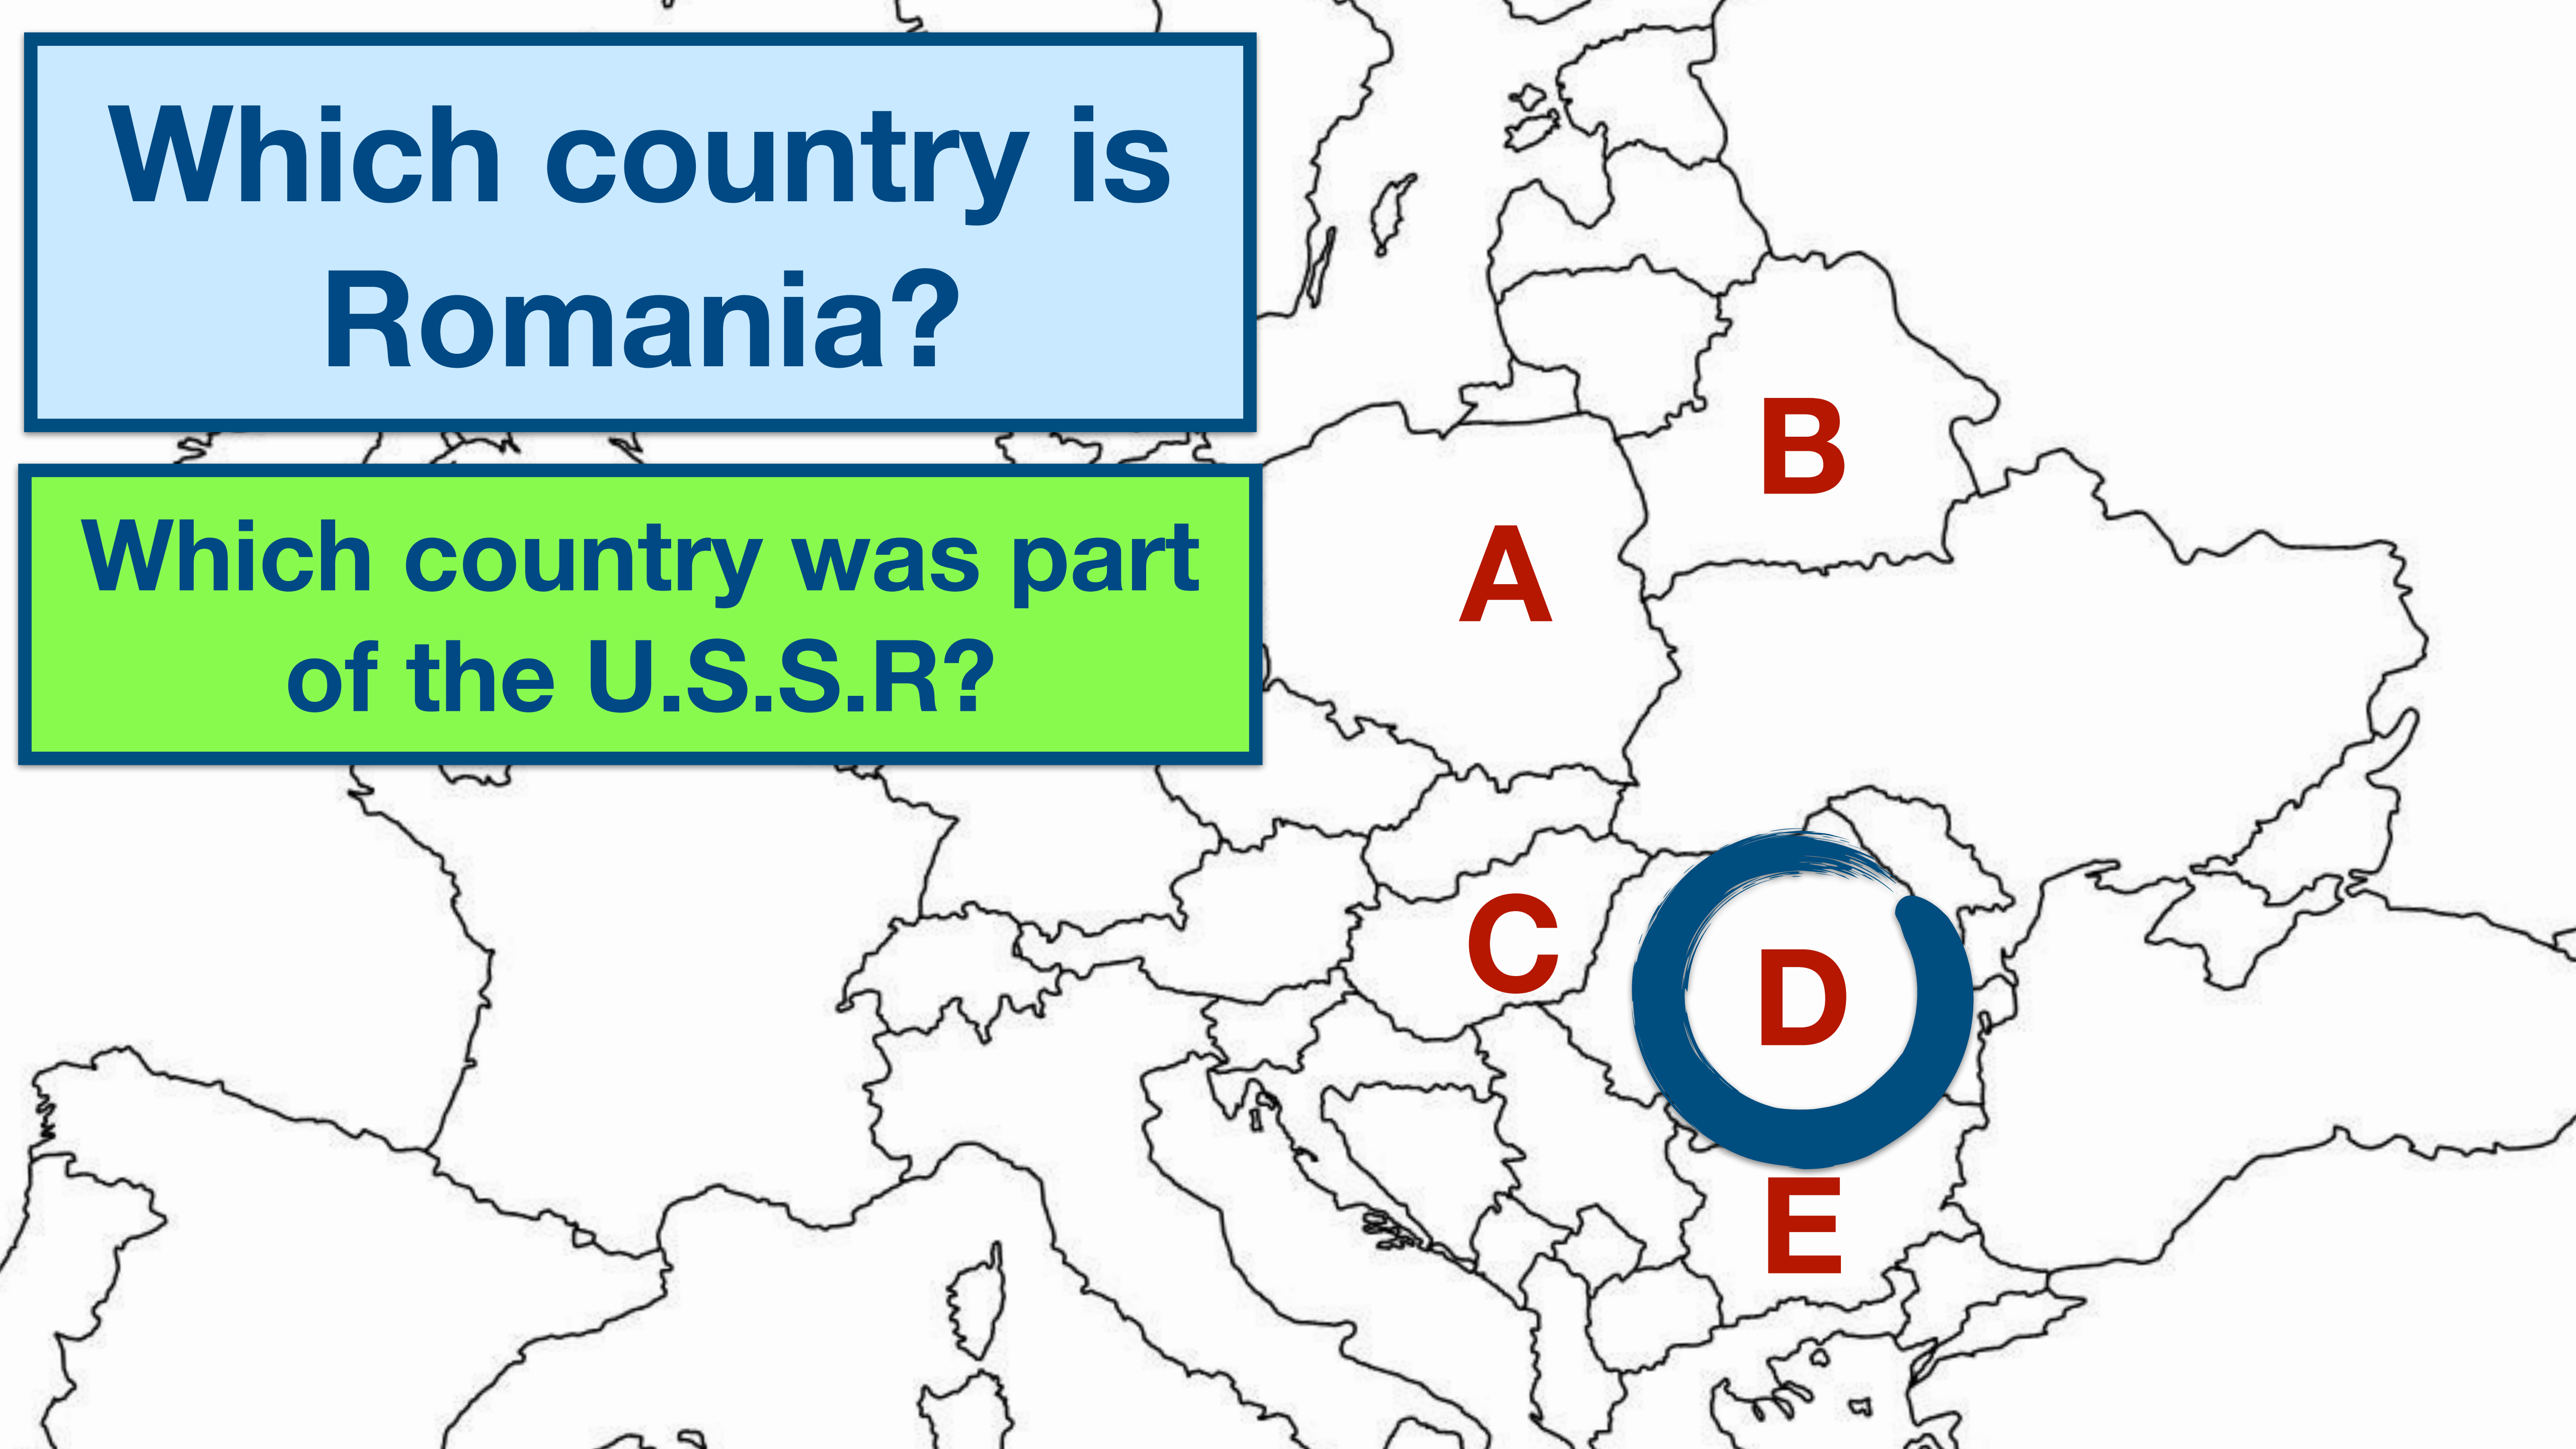 Which country is
Romania?
Which country was part
of the U.S.S.R?
B
A
C
D
E